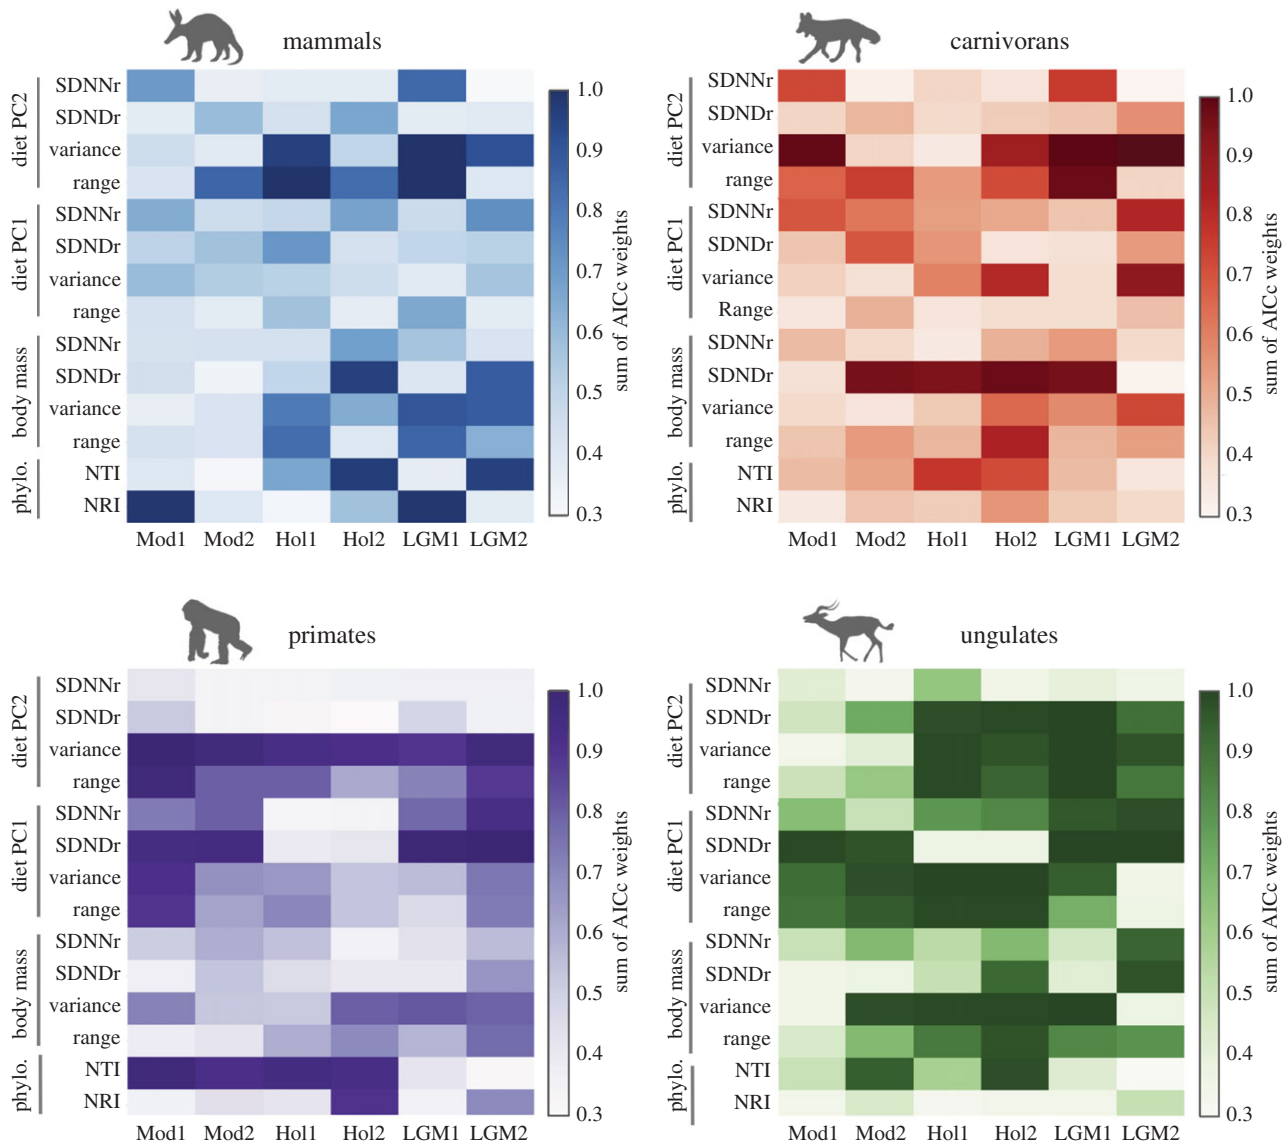 mammals
diet PC2
SDNNr
SDNDr
variance
range
diet PC1
SDNNr
SDNDr
variance
range
body mass
SDNNr
SDNDr
variance
range
phylo.
NTI
NRI
Mod1 Mod2 Hol1 Hol2 LGM1 LGM2
1.0
0.9
0.8
0.7
0.6
0.5
0.4
0.3
sum of AICc weights
carnivorans
diet PC2
SDNNr
SDNDr
variance
range
diet PC1
SDNNr
SDNDr
variance
Range
body mass
SDNNr
SDNDr
variance
range
phylo.
NTI
NRI
Mod1 Mod2 Hol1 Hol2 LGM1 LGM2
1.0
0.9
0.8
0.7
0.6
0.5
0.4
0.3
sum of AICc weights
primates
diet PC2
SDNNr
SDNDr
variance
range
diet PC1
SDNNr
SDNDr
variance
range
body mass
SDNNr
SDNDr
variance
range
phylo.
NTI
NRI
Mod1 Mod2 Hol1 Hol2 LGM1 LGM2
1.0
0.9
0.8
0.7
0.6
0.5
0.4
0.3
sum of AICc weights
ungulates
diet PC2
SDNNr
SDNDr
variance
range
diet PC1
SDNNr
SDNDr
variance
range
body mass
SDNNr
SDNDr
variance
range
phylo.
NTI
NRI
Mod1 Mod2 Hol1 Hol2 LGM1 LGM2
1.0
0.9
0.8
0.7
0.6
0.5
0.4
0.3
sum of AICc weights